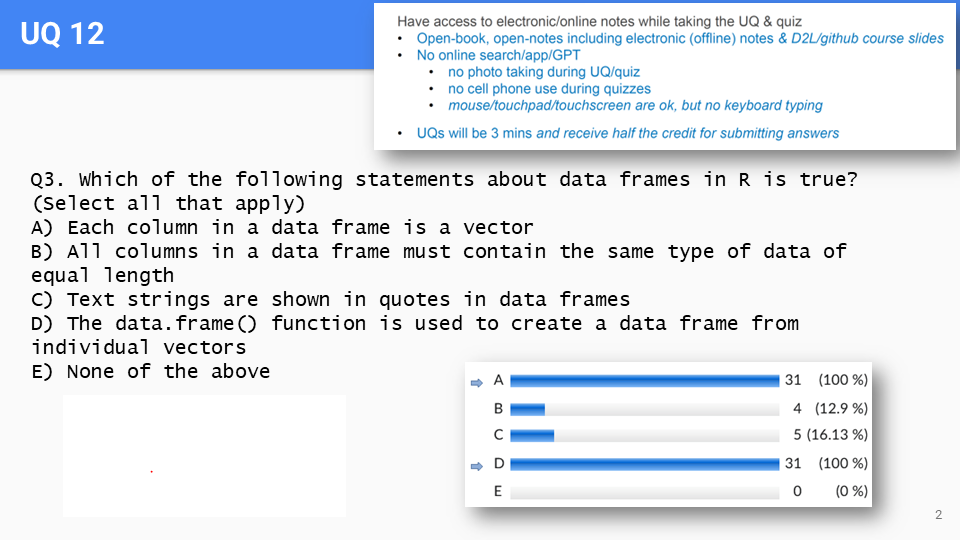 UQ 12
Have access to electronic/online notes while taking the UQ & quiz
• Open-book, open-notes including electronic (offline) notes & D2L/github course slides
• No online search/app/GPT
• no photo taking during UQ/quiz
• no cell phone use during quizzes
• mouse/touchpad/touchscreen are ok, but no keyboard typing
• UQs will be 3 mins and receive half the credit for submitting answers
Q3. Which of the following statements about data frames in R is true?
(Select all that apply)
A) Each column in a data frame is a vector
B) All columns in a data frame must contain the same type of data of
equal length
C) Text strings are shown in quotes in data frames
D) The data.frame() function is used to create a data frame from
individual vectors
E) None of the above
A 31 (100 %)
B 4 (12.9 %)
C 5 (16.13 %)
D 31 (100 %)
E 0 (0 %)
2